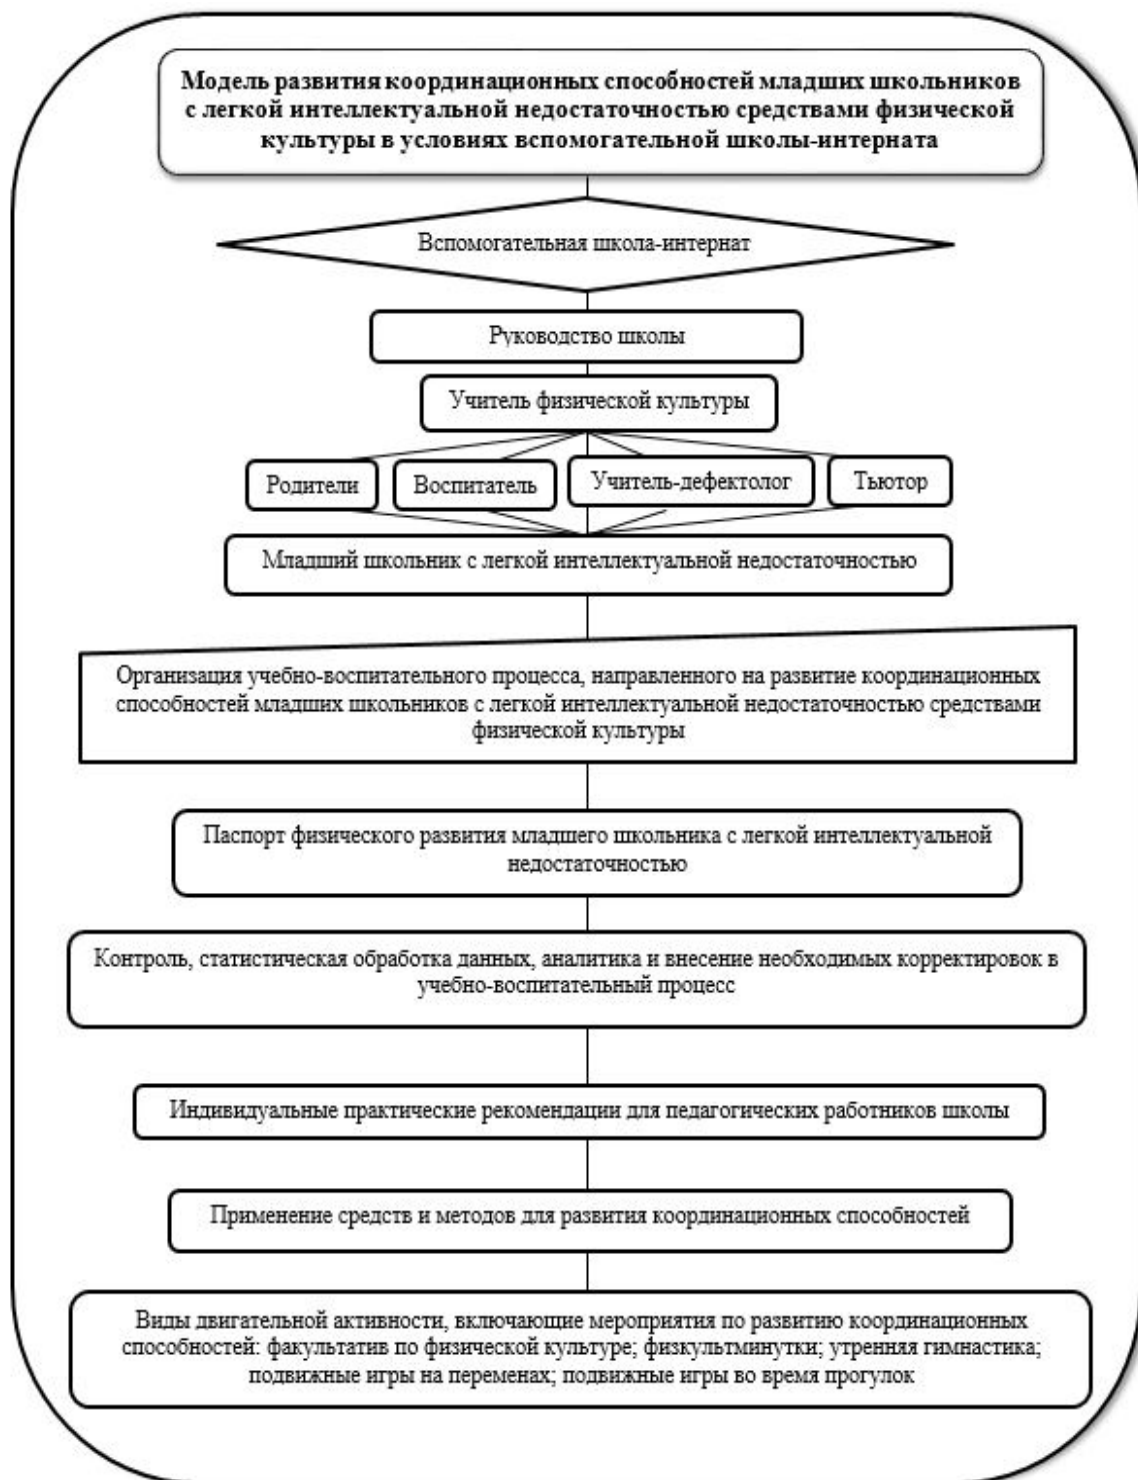 Модель развития координационных способностей младших школьников
с легкой интеллектуальной недостаточностью средствами физической
культуры в условиях вспомогательной школы-интерната
Вспомогательная школа-интернат
Руководство школы
Учитель физической культуры
Родители
Воспитатель
Учитель-дефектолог
Тьютор
Младший школьник с легкой интеллектуальной недостаточностью
Организация учебно-воспитательного процесса, направленного на развитие координационных
способностей младших школьников с легкой интеллектуальной недостаточностью средствами
физической культуры
Паспорт физического развития младшего школьника с легкой интеллектуальной
недостаточностью
Контроль, статистическая обработка данных, аналитика и внесение необходимых корректировок в
учебно-воспитательный процесс
Индивидуальные практические рекомендации для педагогических работников школы
Применение средств и методов для развития координационных способностей
Виды двигательной активности, включающие мероприятия по развитию координационных
способностей: факультатив по физической культуре; физкультминутки; утренняя гимнастика;
подвижные игры на переменах; подвижные игры во время прогулок